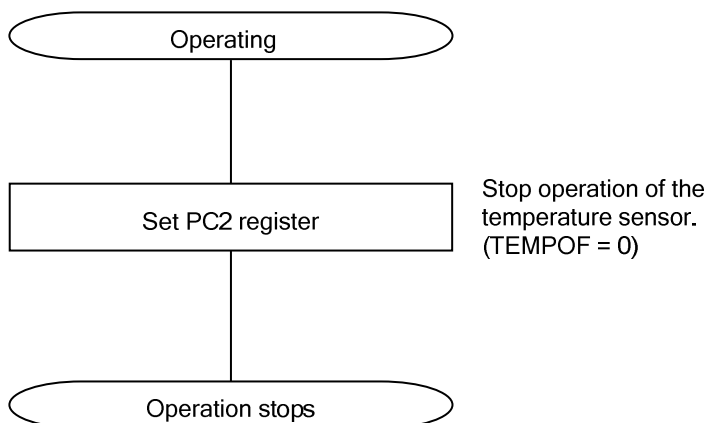 Operating
Set PC2 register
Stop operation of the
temperature sensor.
(TEMPOF = 0)
Operation stops